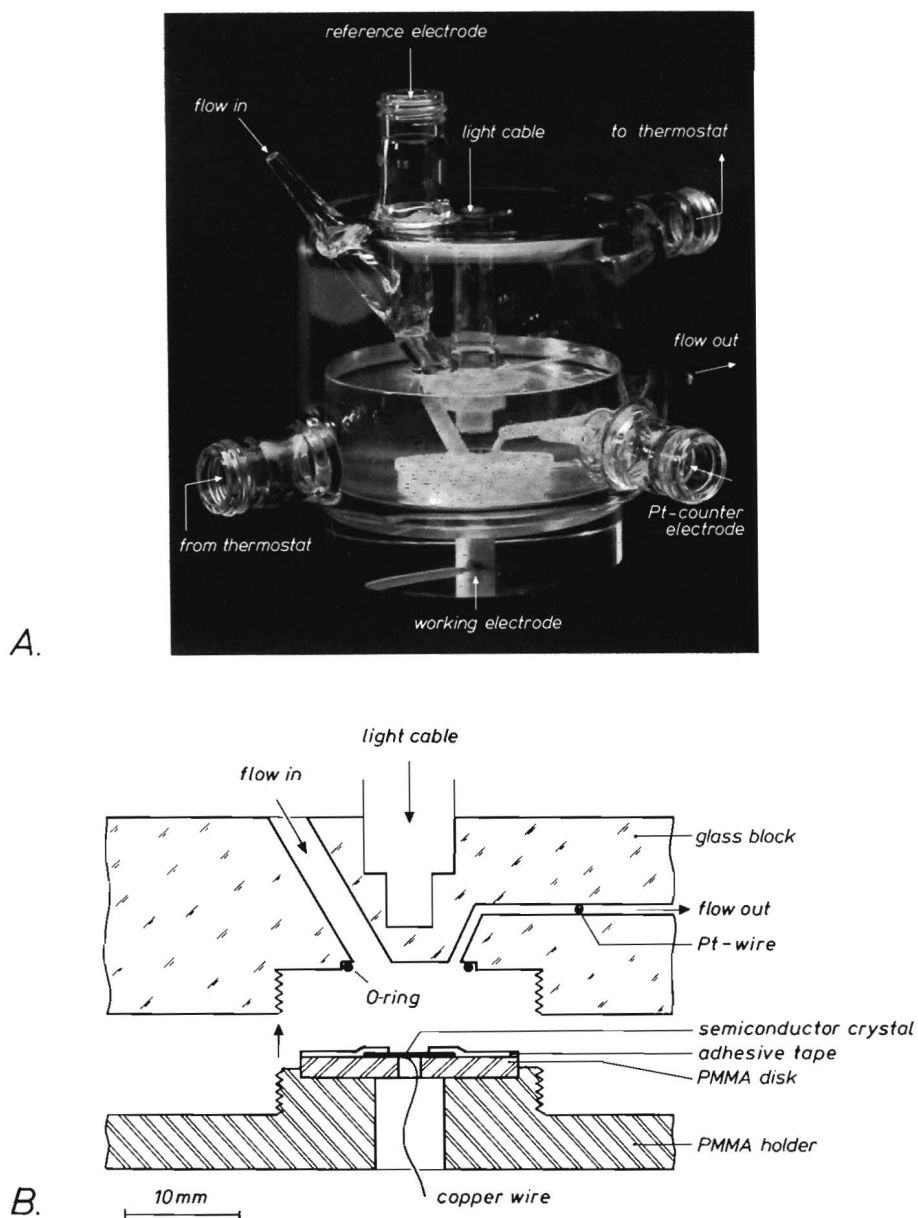 reference electrode
flow in
light cable
to thermostat
flow out
Pt-counter
electrode
from thermostat
working electrode
A.
light cable
flow in
glass block
flow out
Pt-wire
O-ring
semiconductor crystal
adhesive tape
PMMA disk
PMMA holder
copper wire
10 mm
B.